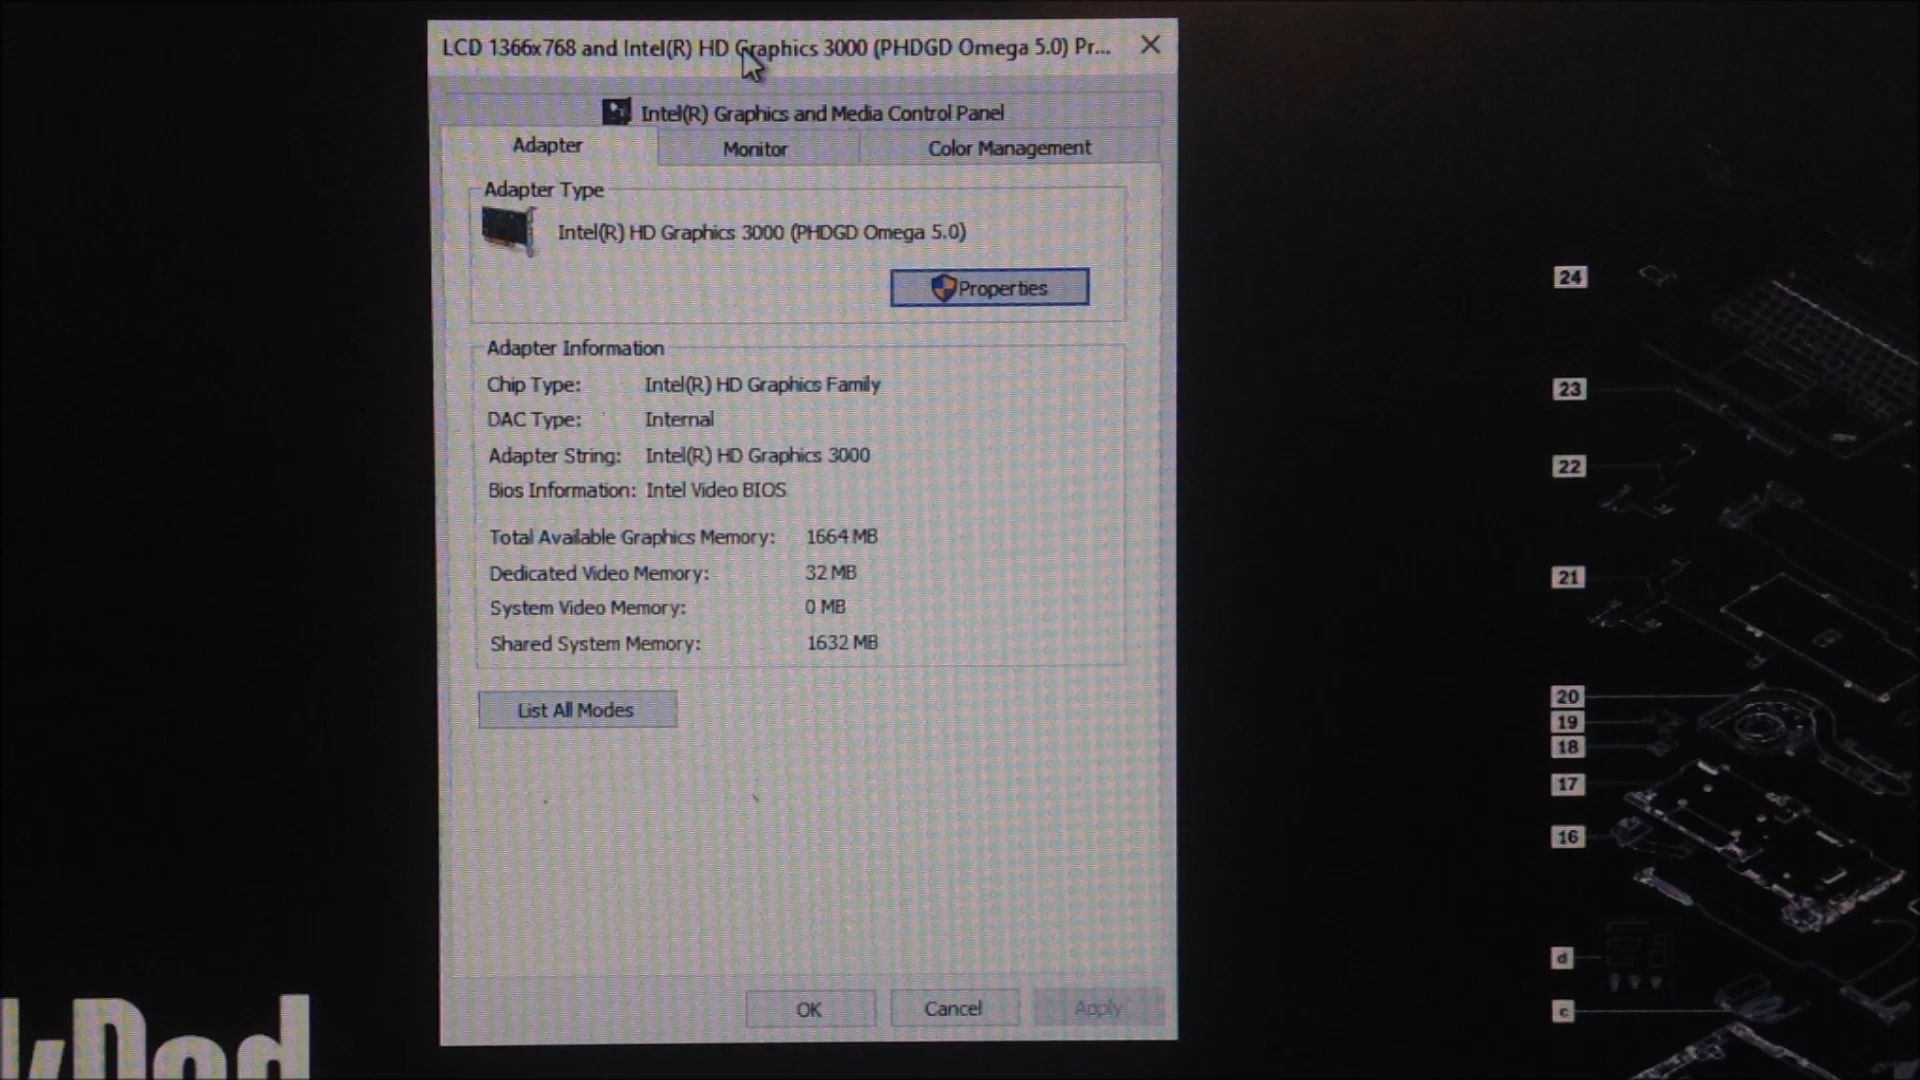 LCD 1366x768 and Intel(R) HD Graphics 3000 (PHDGD Omega 5.0) Pr...
Intel(R) Graphics and Media Control Panel
Adapter
Monitor
Color Management
Adapter Type
Intel(R) HD Graphics 3000 (PHDGD Omega 5.0)
Properties
Adapter Information
Chip Type: Intel(R) HD Graphics Family
DAC Type: Internal
Adapter String: Intel(R) HD Graphics 3000
Bios Information: Intel Video BIOS
Total Available Graphics Memory: 1664 MB
Dedicated Video Memory: 32 MB
System Video Memory: 0 MB
Shared System Memory: 1632 MB
List All Modes
OK
Cancel
Apply
24
23
22
21
20
19
18
17
16
d
c
kPad